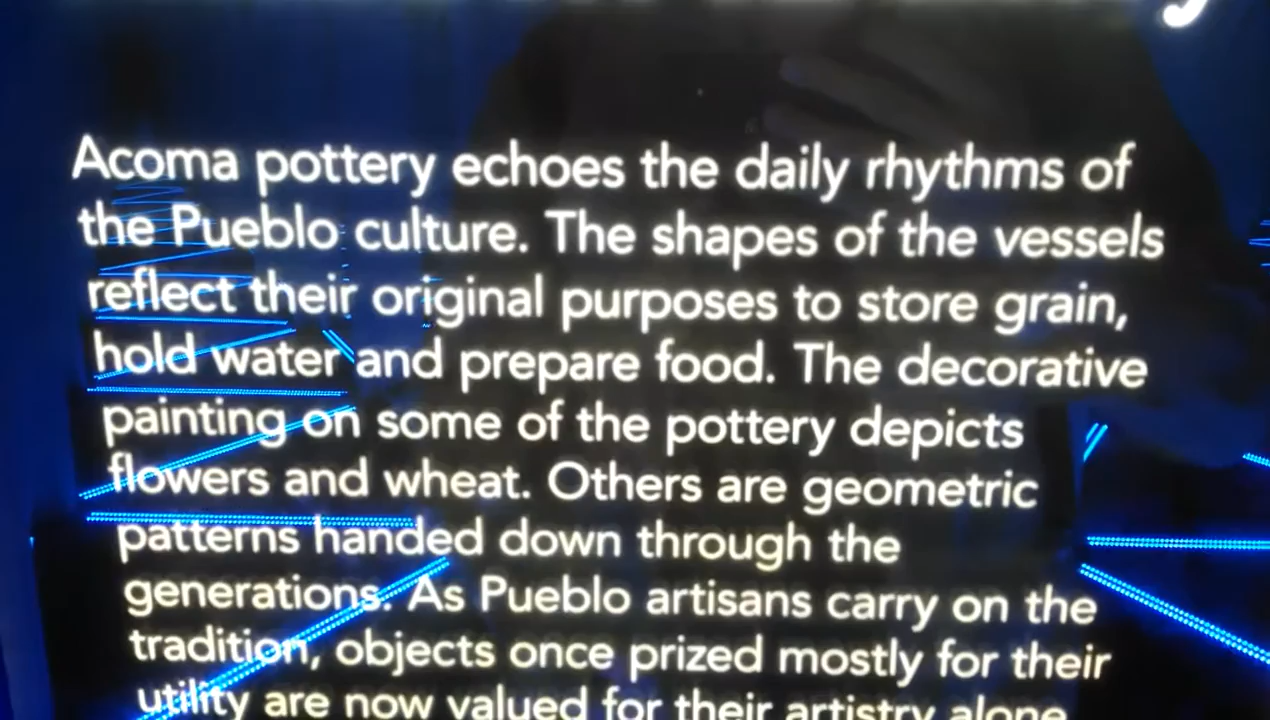 Acoma pottery echoes the daily rhythms of
the Pueblo culture. The shapes of the vessels
reflect their original purposes to store grain,
hold water and prepare food. The decorative
painting on some of the pottery depicts
flowers and wheat. Others are geometric
patterns handed down through the
generations. As Pueblo artisans carry on the
tradition, objects once prized mostly for their
utility are now valued for their artistry alone